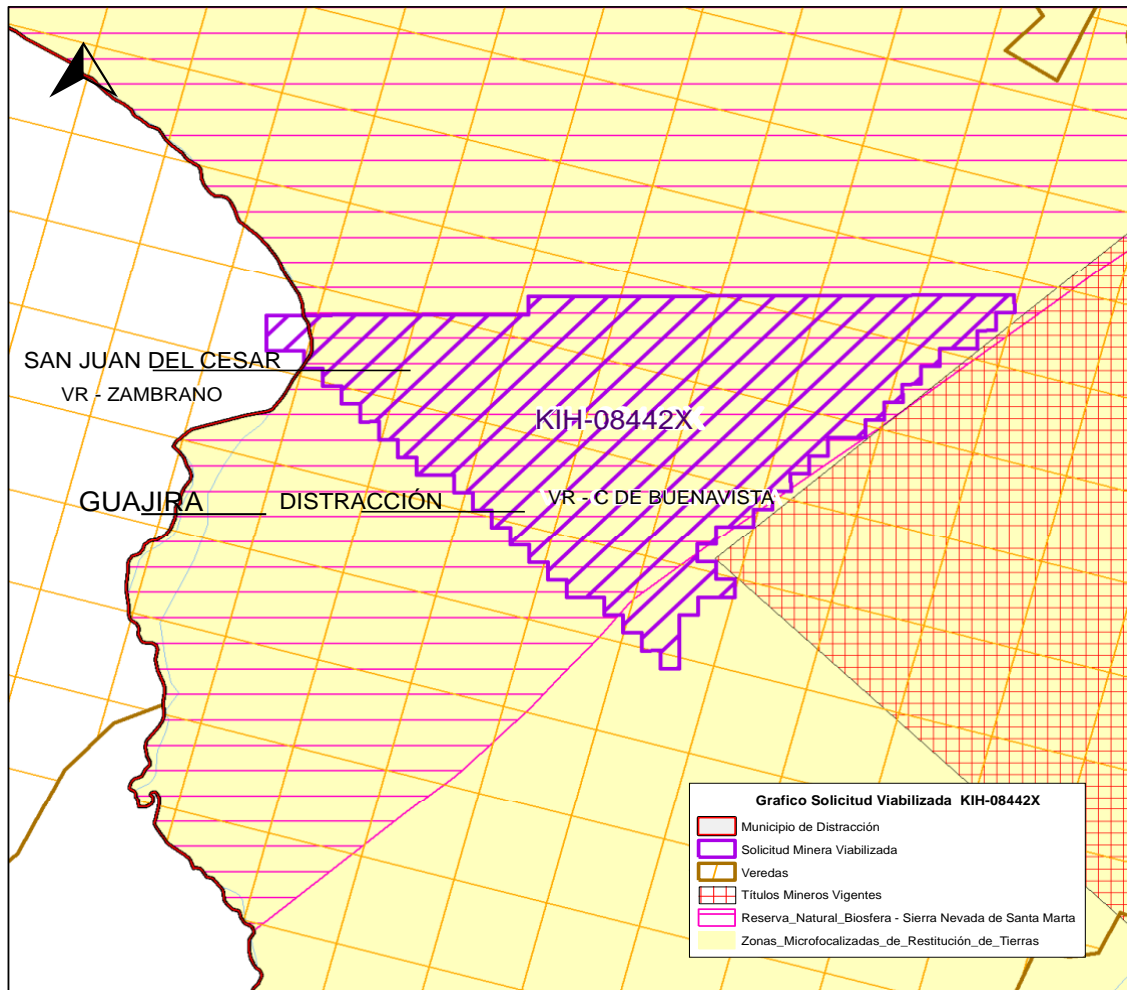 SAN JUAN DEL CESAR
VR - ZAMBRANO
KIH-08442X
GUAJIRA
DISTRACCIÓN
VR - C DE BUENAVISTA
Grafico Solicitud Viabilizada KIH-08442X
Municipio de Distracción
Solicitud Minera Viabilizada
Veredas
Títulos Mineros Vigentes
Reserva_Natural_Biosfera - Sierra Nevada de Santa Marta
Zonas_Microfocalizadas_de_Restitución_de_Tierras